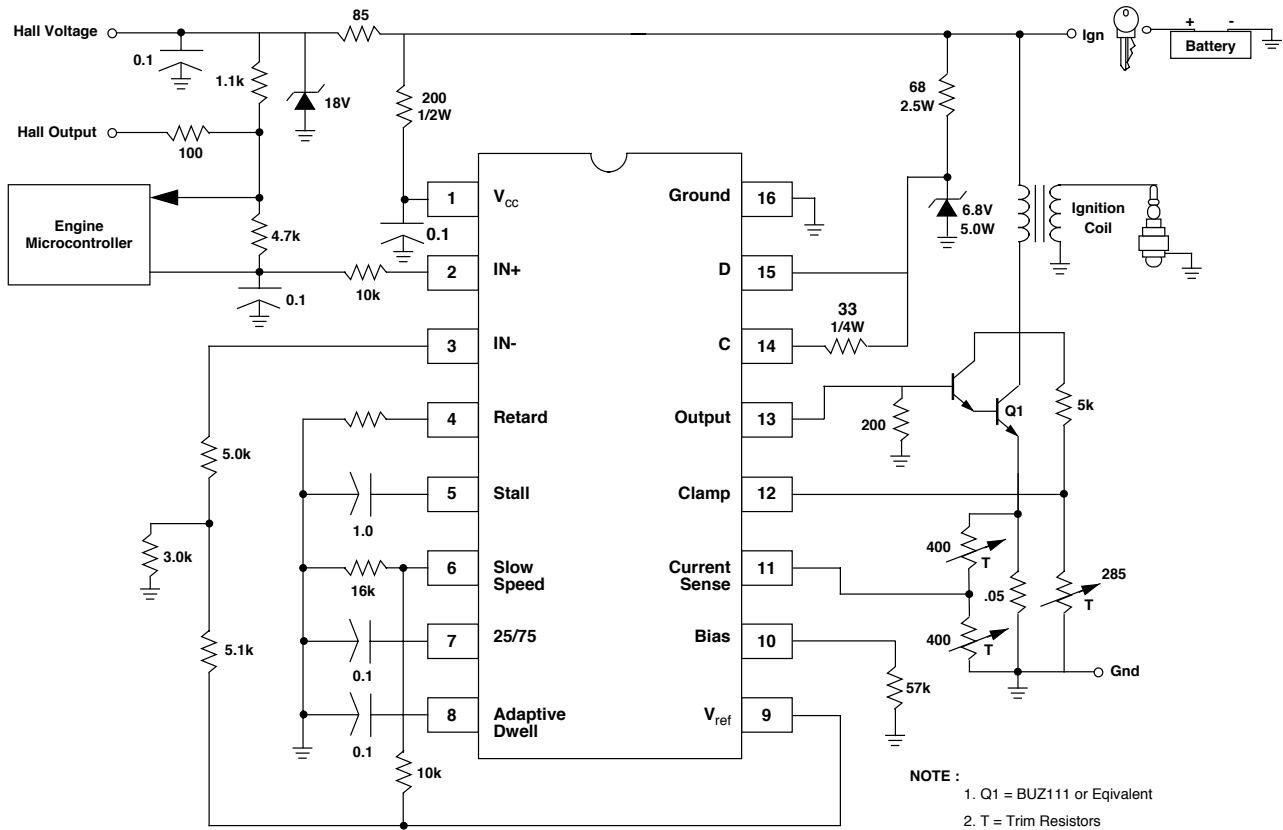 Hall Voltage
85
Ign
+ -
Battery
0.1
1.1k
18V
200
1/2W
68
2.5W
Hall Output
100
Engine
Microcontroller
4.7k
0.1
10k
0.1
1
Vcc
Ground
16
6.8V
5.0W
Ignition
Coil
2
IN+
D
15
33
1/4W
3
IN-
C
14
4
Retard
Output
13
200
Q1
5k
5.0k
5
Stall
Clamp
12
1.0
3.0k
6
Slow
Speed
Current
Sense
11
16k
400
T
.05
285
T
400
T
5.1k
7
25/75
Bias
10
0.1
57k
Gnd
8
Adaptive
Dwell
Vref
9
0.1
10k
NOTE :
1. Q1 = BUZ111 or Eqivalent
2. T = Trim Resistors